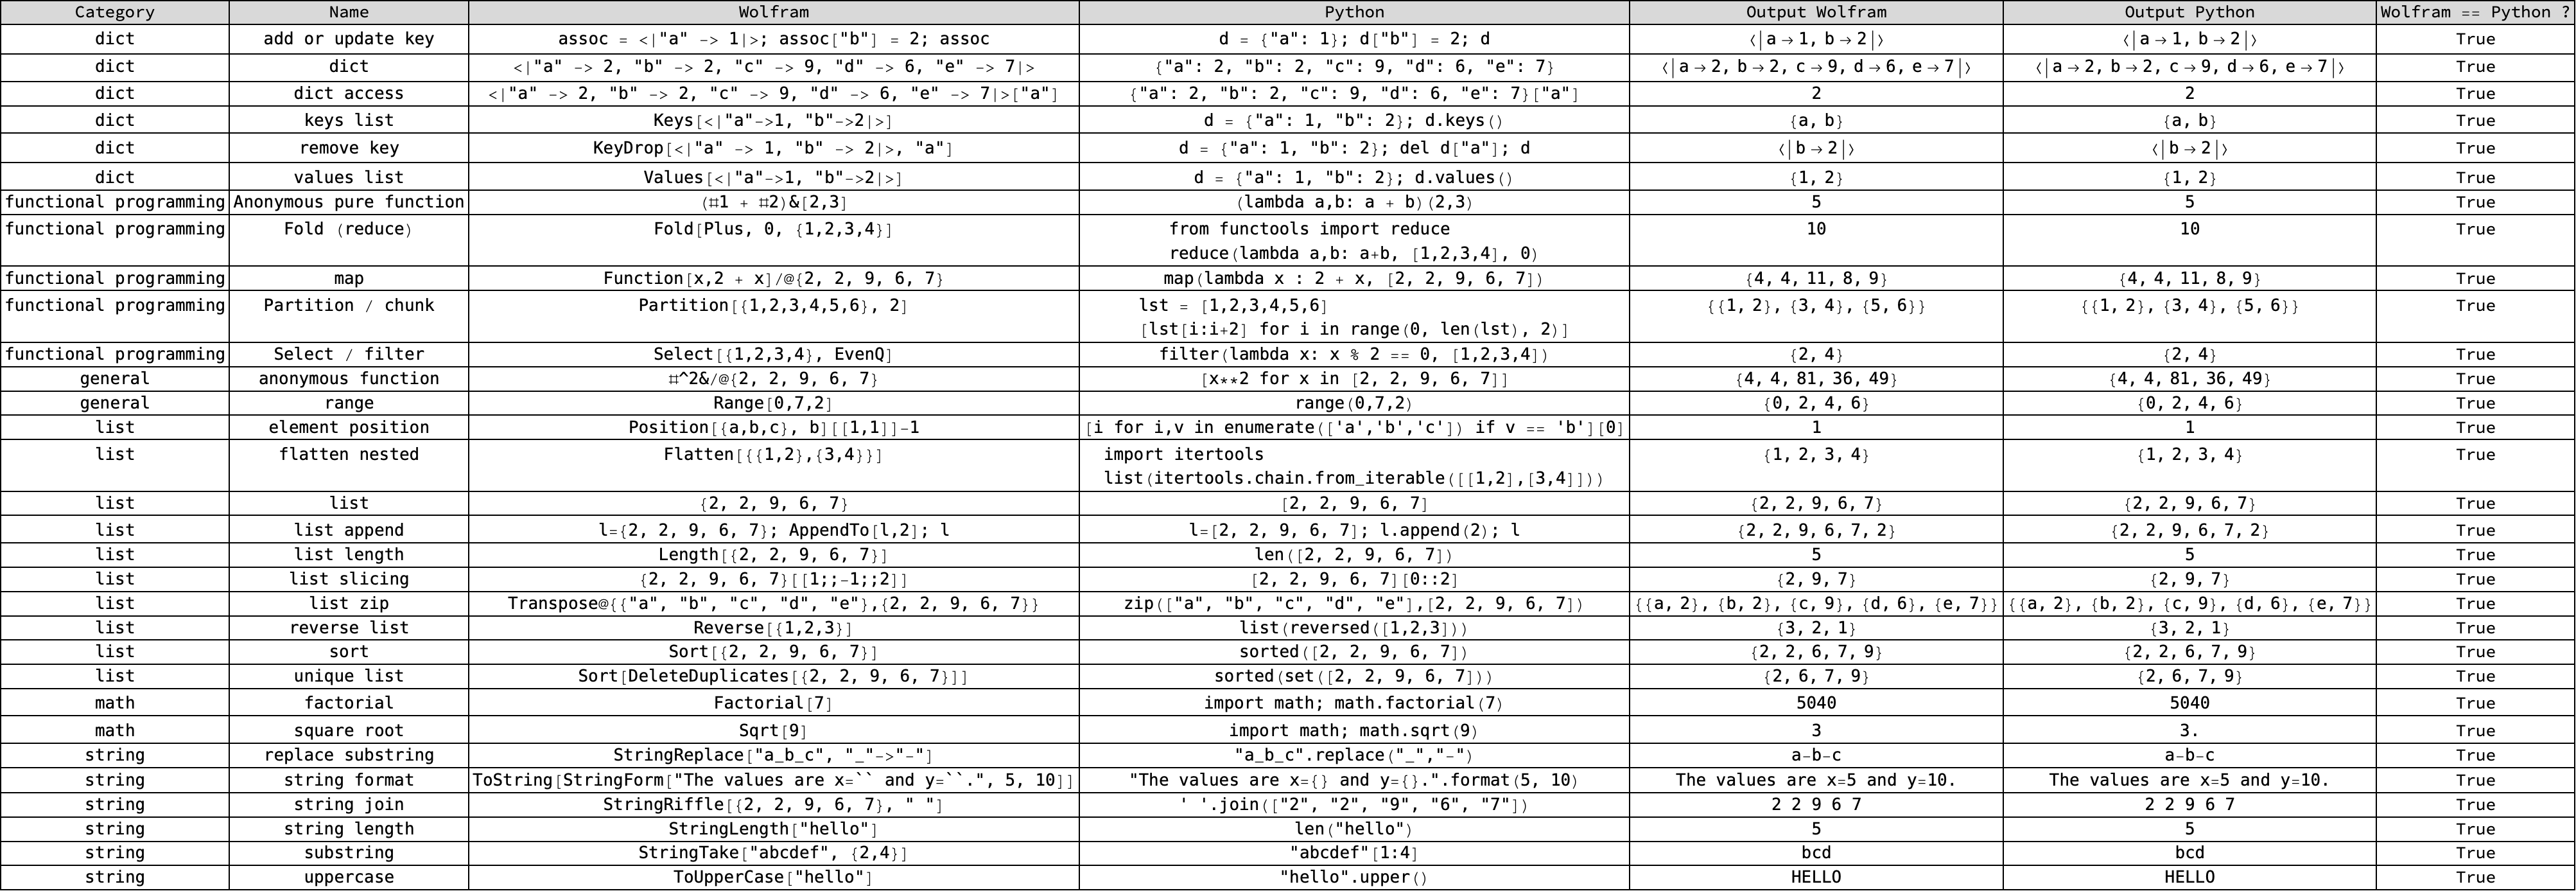 Category Name Wolfram Python Output Wolfram Output Python Wolfram == Python ?
dict add or update key assoc = <|"a" -> 1|>; assoc["b"] = 2; assoc d = {"a": 1}; d["b"] = 2; d ⟨|a → 1, b → 2|⟩ ⟨|a → 1, b → 2|⟩ True
dict dict <|"a" -> 2, "b" -> 2, "c" -> 9, "d" -> 6, "e" -> 7|> {"a": 2, "b": 2, "c": 9, "d": 6, "e": 7} ⟨|a → 2, b → 2, c → 9, d → 6, e → 7|⟩ ⟨|a → 2, b → 2, c → 9, d → 6, e → 7|⟩ True
dict dict access <|"a" -> 2, "b" -> 2, "c" -> 9, "d" -> 6, "e" -> 7|>["a"] {"a": 2, "b": 2, "c": 9, "d": 6, "e": 7}["a"] 2 2 True
dict keys list Keys[<|"a"->1, "b"->2|>] d = {"a": 1, "b": 2}; d.keys() {a, b} {a, b} True
dict remove key KeyDrop[<|"a" -> 1, "b" -> 2|>, "a"] d = {"a": 1, "b": 2}; del d["a"]; d ⟨|b → 2|⟩ ⟨|b → 2|⟩ True
dict values list Values[<|"a"->1, "b"->2|>] d = {"a": 1, "b": 2}; d.values() {1, 2} {1, 2} True
functional programming Anonymous pure function (#1 + #2)&[2,3] (lambda a,b: a + b)(2,3) 5 5 True
functional programming Fold (reduce) Fold[Plus, 0, {1,2,3,4}] from functools import reduce 10 10 True
reduce(lambda a,b: a+b, [1,2,3,4], 0)
functional programming map Function[x,2 + x]/@{2, 2, 9, 6, 7} map(lambda x : 2 + x, [2, 2, 9, 6, 7]) {4, 4, 11, 8, 9} {4, 4, 11, 8, 9} True
functional programming Partition / chunk Partition[{1,2,3,4,5,6}, 2] lst = [1,2,3,4,5,6] {{1, 2}, {3, 4}, {5, 6}} {{1, 2}, {3, 4}, {5, 6}} True
[lst[i:i+2] for i in range(0, len(lst), 2)]
functional programming Select / filter Select[{1,2,3,4}, EvenQ] filter(lambda x: x % 2 == 0, [1,2,3,4]) {2, 4} {2, 4} True
general anonymous function #^2&/@{2, 2, 9, 6, 7} [x**2 for x in [2, 2, 9, 6, 7]] {4, 4, 81, 36, 49} {4, 4, 81, 36, 49} True
general range Range[0,7,2] range(0,7,2) {0, 2, 4, 6} {0, 2, 4, 6} True
list element position Position[{a,b,c}, b][[1,1]]-1 [i for i,v in enumerate(['a','b','c']) if v == 'b'][0] 1 1 True
list flatten nested Flatten[{{1,2},{3,4}}] import itertools {1, 2, 3, 4} {1, 2, 3, 4} True
list(itertools.chain.from_iterable([[1,2],[3,4]]))
list list {2, 2, 9, 6, 7} [2, 2, 9, 6, 7] {2, 2, 9, 6, 7} {2, 2, 9, 6, 7} True
list list append l={2, 2, 9, 6, 7}; AppendTo[l,2]; l l=[2, 2, 9, 6, 7]; l.append(2); l {2, 2, 9, 6, 7, 2} {2, 2, 9, 6, 7, 2} True
list list length Length[{2, 2, 9, 6, 7}] len([2, 2, 9, 6, 7]) 5 5 True
list list slicing {2, 2, 9, 6, 7}[[1;;-1;;2]] [2, 2, 9, 6, 7][0::2] {2, 9, 7} {2, 9, 7} True
list list zip Transpose@{{"a", "b", "c", "d", "e"},{2, 2, 9, 6, 7}} zip(["a", "b", "c", "d", "e"],[2, 2, 9, 6, 7]) {{a, 2}, {b, 2}, {c, 9}, {d, 6}, {e, 7}} {{a, 2}, {b, 2}, {c, 9}, {d, 6}, {e, 7}} True
list reverse list Reverse[{1,2,3}] list(reversed([1,2,3])) {3, 2, 1} {3, 2, 1} True
list sort Sort[{2, 2, 9, 6, 7}] sorted([2, 2, 9, 6, 7]) {2, 2, 6, 7, 9} {2, 2, 6, 7, 9} True
list unique list Sort[DeleteDuplicates[{2, 2, 9, 6, 7}]] sorted(set([2, 2, 9, 6, 7])) {2, 6, 7, 9} {2, 6, 7, 9} True
math factorial Factorial[7] import math; math.factorial(7) 5040 5040 True
math square root Sqrt[9] import math; math.sqrt(9) 3 3. True
string replace substring StringReplace["a_b_c", "_"->"-"] "a_b_c".replace("_","-") a-b-c a-b-c True
string string format ToString[StringForm["The values are x=`` and y=``.", 5, 10]] "The values are x={} and y={}.".format(5, 10) The values are x=5 and y=10. The values are x=5 and y=10. True
string string join StringRiffle[{2, 2, 9, 6, 7}, " "] ' '.join(["2", "2", "9", "6", "7"]) 2 2 9 6 7 2 2 9 6 7 True
string string length StringLength["hello"] len("hello") 5 5 True
string substring StringTake["abcdef", {2,4}] "abcdef"[1:4] bcd bcd True
string uppercase ToUpperCase["hello"] "hello".upper() HELLO HELLO True